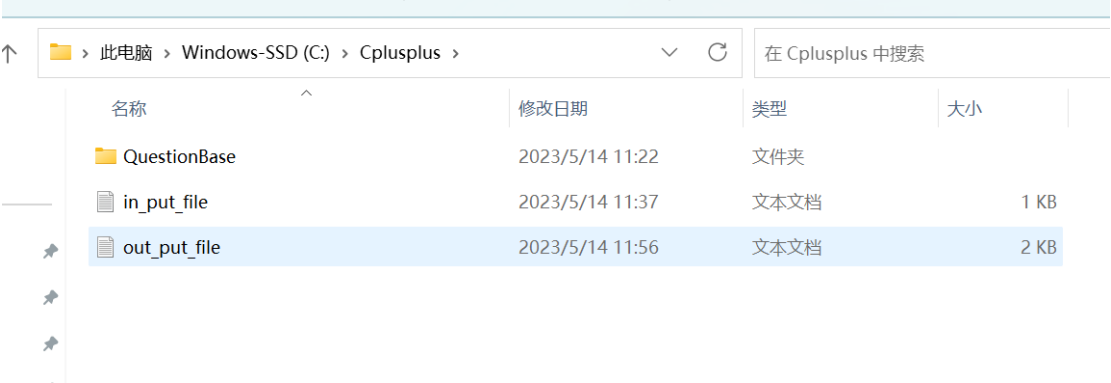 此电脑 > Windows-SSD (C:) > Cplusplus >
在 Cplusplus 中搜索
名称 修改日期 类型 大小
QuestionBase 2023/5/14 11:22 文件夹
in_put_file 2023/5/14 11:37 文本文档 1 KB
out_put_file 2023/5/14 11:56 文本文档 2 KB